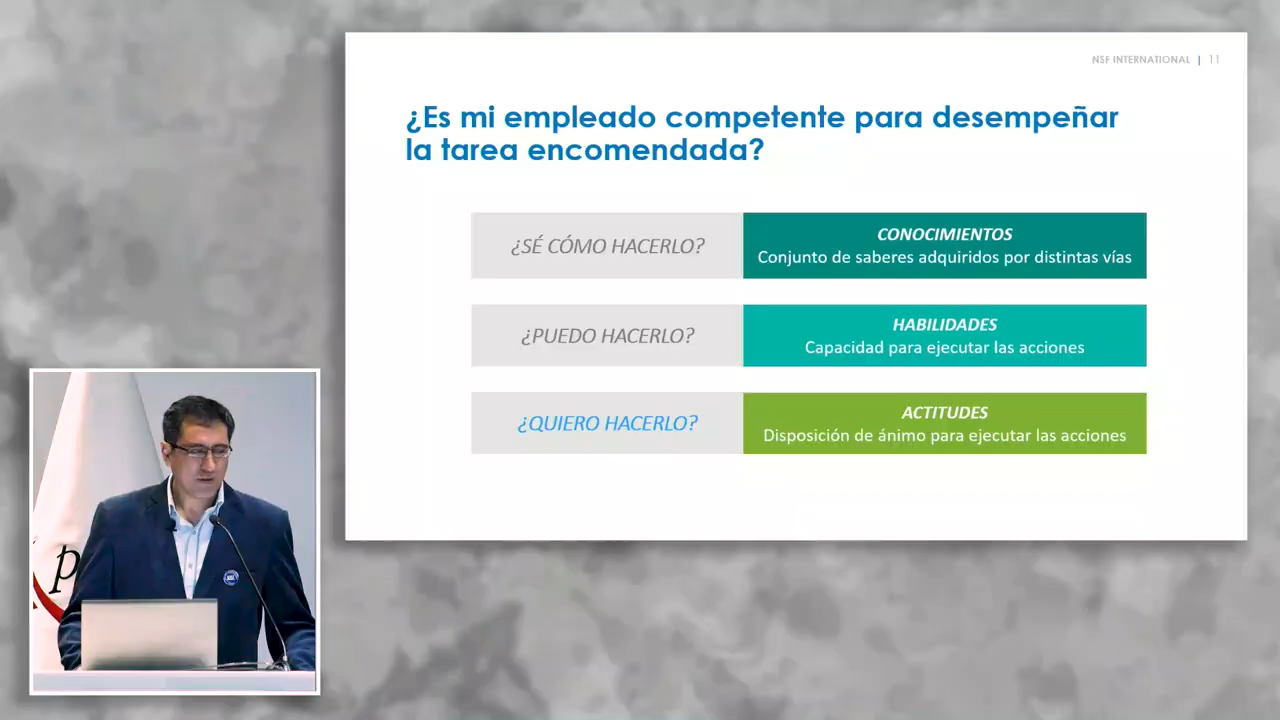 NSF INTERNATIONAL | 11
¿Es mi empleado competente para desempeñar
la tarea encomendada?
¿SÉ CÓMO HACERLO?
CONOCIMIENTOS
Conjunto de saberes adquiridos por distintas vías
¿PUEDO HACERLO?
HABILIDADES
Capacidad para ejecutar las acciones
¿QUIERO HACERLO?
ACTITUDES
Disposición de ánimo para ejecutar las acciones
p